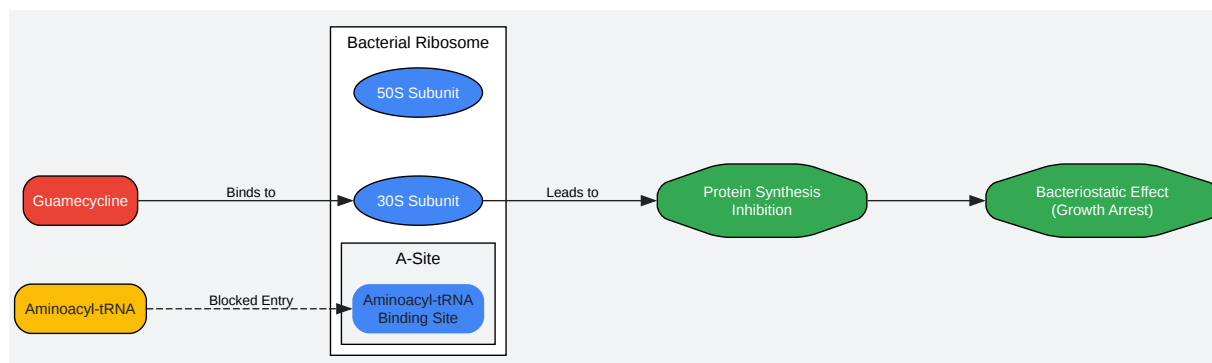 Bacterial Ribosome
50S Subunit
Guamecycline
Binds to
30S Subunit
Leads to
Protein Synthesis
Inhibition
Bacteriostatic Effect
(Growth Arrest)
A-Site
Aminoacyl-tRNA
Blocked Entry
Aminoacyl-tRNA
Binding Site